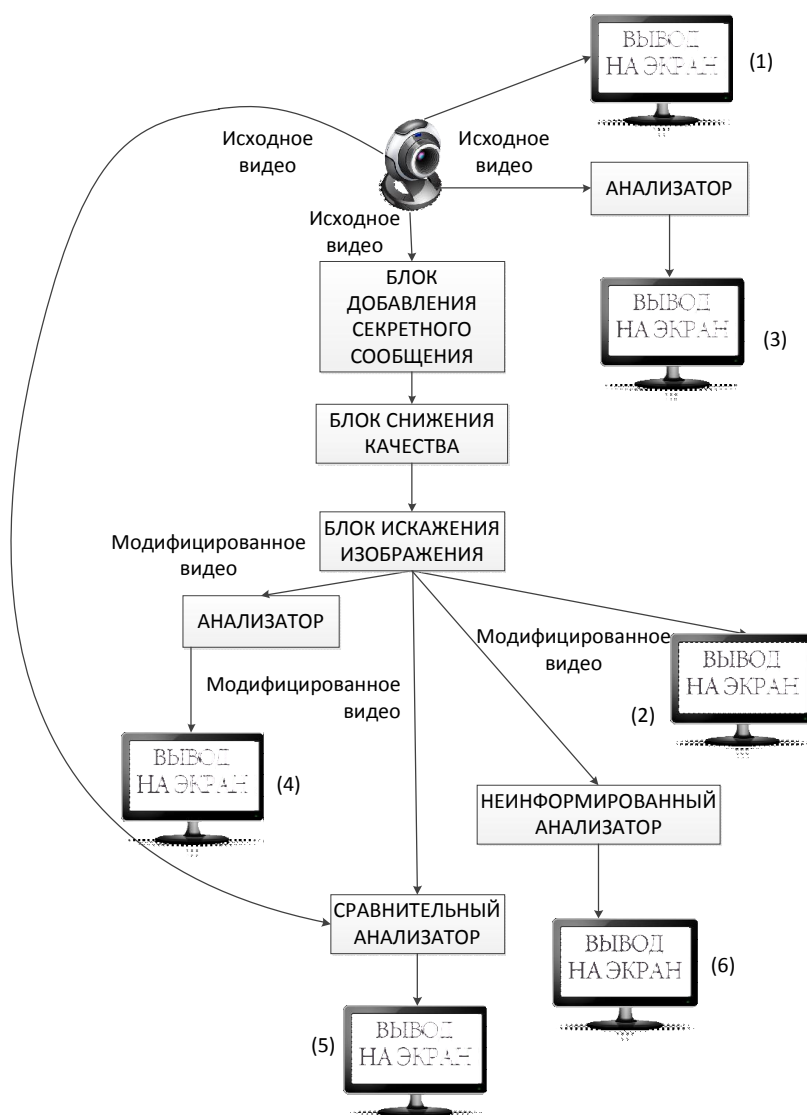 ВЫВОД
НА ЭКРАН
(1)
Исходное
видео
Исходное
видео
АНАЛИЗАТОР
Исходное
видео
БЛОК
ДОБАВЛЕНИЯ
СЕКРЕТНОГО
СООБЩЕНИЯ
ВЫВОД
НА ЭКРАН
(3)
БЛОК СНИЖЕНИЯ
КАЧЕСТВА
БЛОК ИСКАЖЕНИЯ
ИЗОБРАЖЕНИЯ
Модифицированное
видео
АНАЛИЗАТОР
Модифицированное
видео
ВЫВОД
НА ЭКРАН
(2)
Модифицированное
видео
ВЫВОД
НА ЭКРАН
(4)
НЕИНФОРМИРОВАННЫЙ
АНАЛИЗАТОР
СРАВНИТЕЛЬНЫЙ
АНАЛИЗАТОР
ВЫВОД
НА ЭКРАН
(6)
ВЫВОД
НА ЭКРАН
(5)